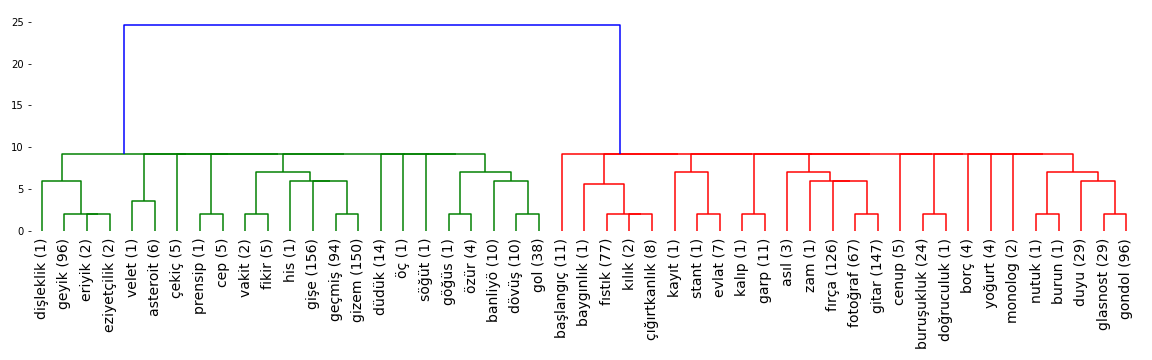 25
20
15
10
5
0
dişleklik (1)
geyik (96)
eriyik (2)
eziyetçilik (2)
velet (1)
asteroit (6)
çekiç (5)
prensip (1)
cep (5)
vakit (2)
fikir (5)
his (1)
gişe (156)
geçmiş (94)
gizem (150)
düdük (14)
öç (1)
söğüt (1)
göğüs (1)
özür (4)
banliyö (10)
dövüş (10)
gol (38)
başlangıç (11)
baygınlık (1)
fıstık (77)
kılık (2)
çığırtkanlık (8)
kayıt (1)
stant (1)
evlat (7)
kalıp (1)
garp (11)
asıl (3)
zam (1)
fırça (126)
fotoğraf (67)
gitar (147)
cenup (5)
buruşukluk (24)
doğruculuk (1)
borç (4)
yoğurt (4)
monolog (2)
nutuk (1)
burun (1)
duyu (29)
glasnost (29)
gondol (96)